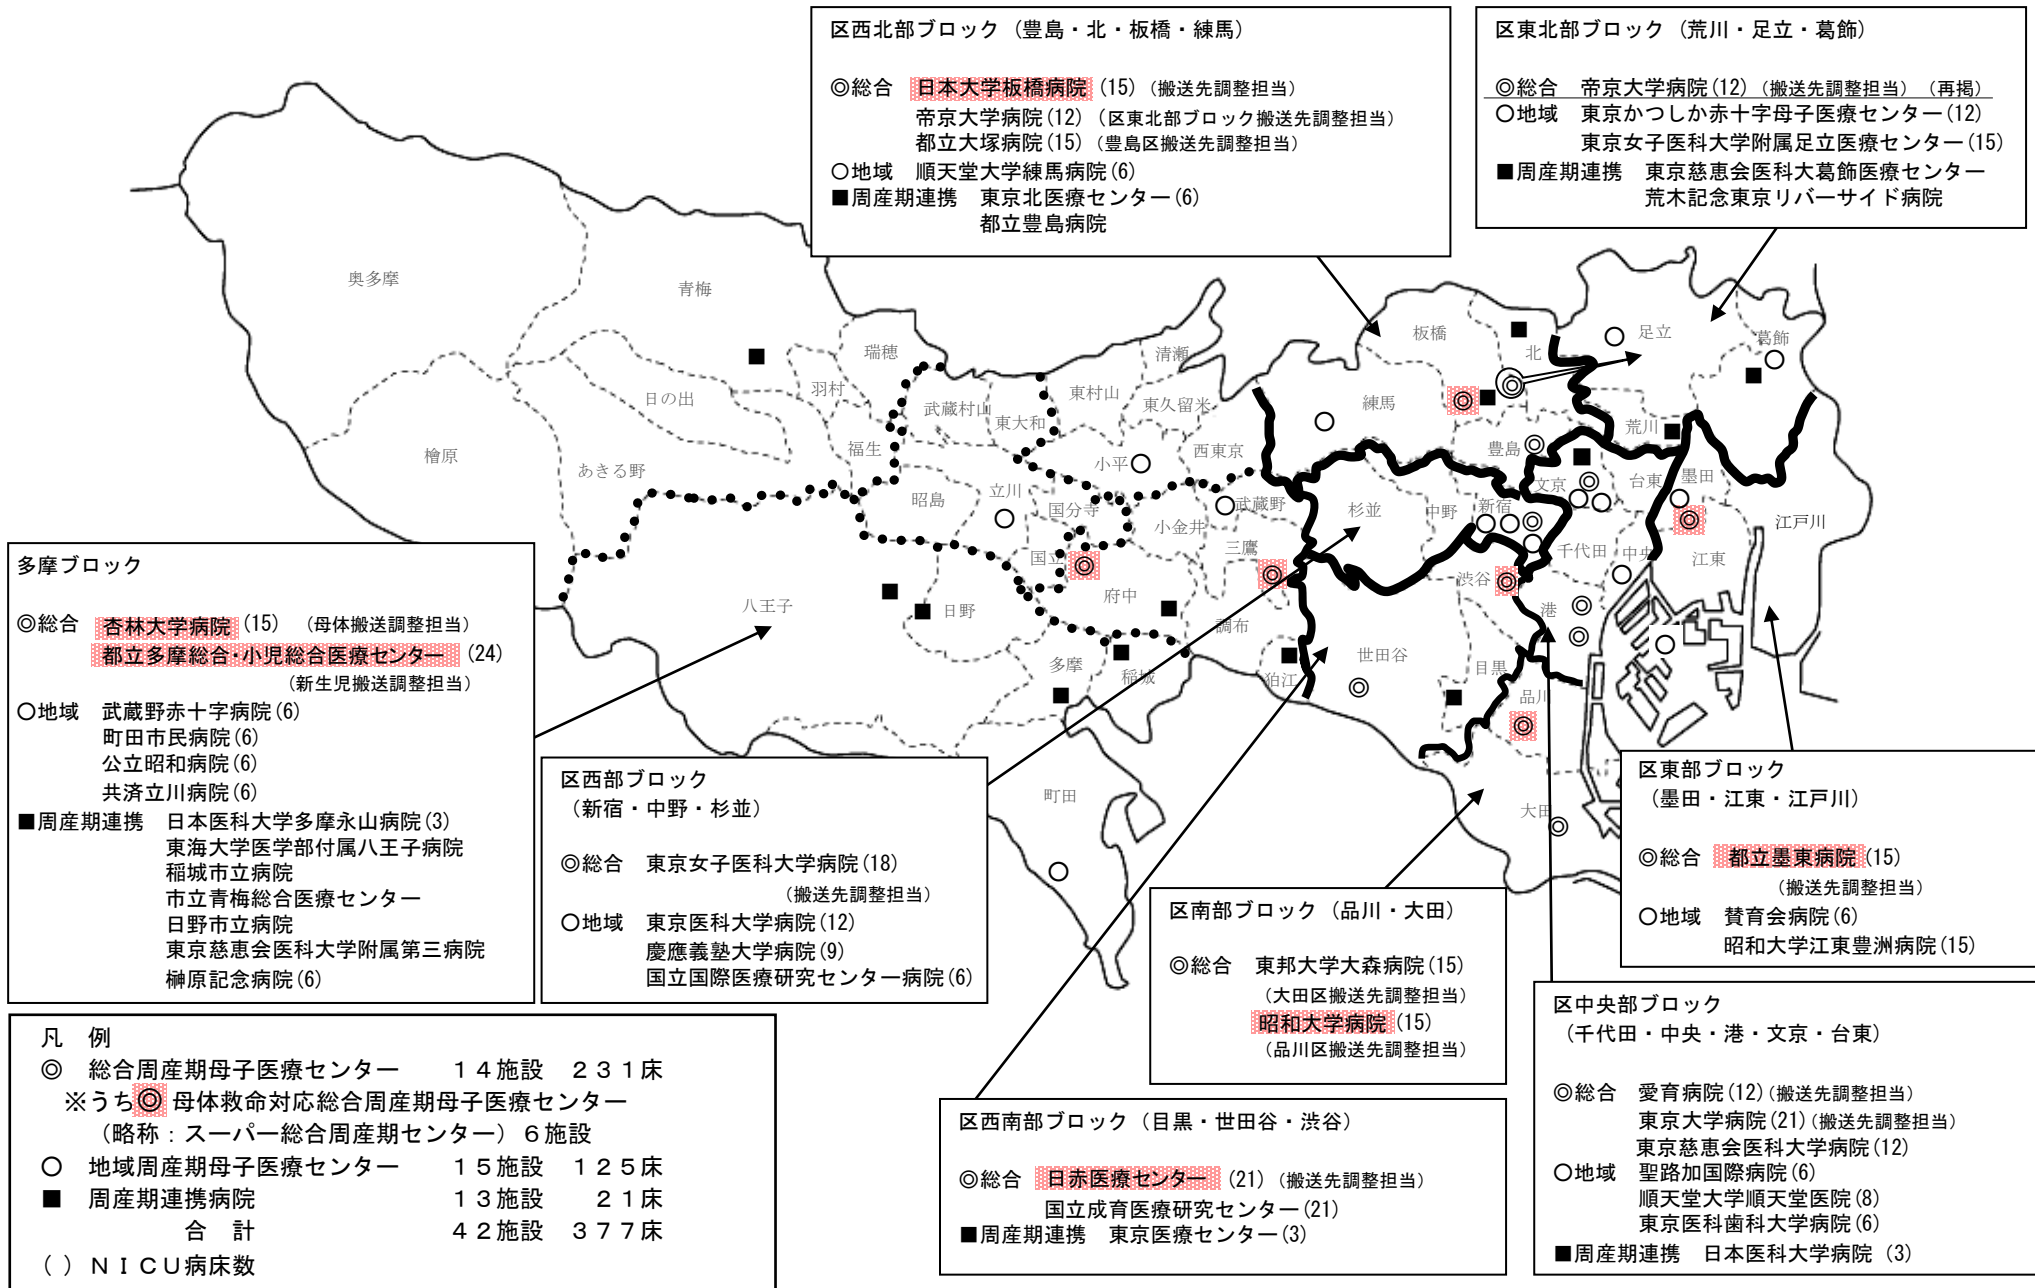 区西北部ブロック（豊島・北・板橋・練馬）
◎総合 日本大学板橋病院(15)（搬送先調整担当）
帝京大学病院(12)（区東北部ブロック搬送先調整担当）
都立大塚病院(15)（豊島区搬送先調整担当）
〇地域 順天堂大学練馬病院(6)
■周産期連携 東京北医療センター(6)
都立豊島病院
区東北部ブロック（荒川・足立・葛飾）
◎総合 帝京大学病院(12)（搬送先調整担当）（再掲）
〇地域 東京かつしか赤十字母子医療センター(12)
東京女子医科大学附属足立医療センター(15)
■周産期連携 東京慈恵会医科大葛飾医療センター
荒木記念東京リバーサイド病院
奥多摩
青梅
瑞穂
羽村
日の出
檜原
あきる野
福生
武蔵村山
東大和
東村山
清瀬
東久留米
西東京
小平
昭島
立川
国分寺
小金井
武蔵野
三鷹
国立
府中
調布
八王子
日野
多摩
稲城
狛江
町田
板橋
北
足立
葛飾
練馬
豊島
荒川
文京
台東
墨田
杉並
中野
新宿
千代田
中央
江東
江戸川
渋谷
港
世田谷
目黒
品川
大田
多摩ブロック
◎総合 杏林大学病院(15)（母体搬送調整担当）
都立多摩総合･小児総合医療センター(24)
（新生児搬送調整担当）
〇地域 武蔵野赤十字病院(6)
町田市民病院(6)
公立昭和病院(6)
共済立川病院(6)
■周産期連携 日本医科大学多摩永山病院(3)
東海大学医学部付属八王子病院
稲城市立病院
市立青梅総合医療センター
日野市立病院
東京慈恵会医科大学附属第三病院
榊原記念病院(6)
区西部ブロック
（新宿・中野・杉並）
◎総合 東京女子医科大学病院(18)
（搬送先調整担当）
〇地域 東京医科大学病院(12)
慶應義塾大学病院(9)
国立国際医療研究センター病院(6)
区南部ブロック（品川・大田）
◎総合 東邦大学大森病院(15)
（大田区搬送先調整担当）
昭和大学病院(15)
（品川区搬送先調整担当）
区東部ブロック
（墨田・江東・江戸川）
◎総合 都立墨東病院(15)
（搬送先調整担当）
〇地域 賛育会病院(6)
昭和大学江東豊洲病院(15)
区西南部ブロック（目黒・世田谷・渋谷）
◎総合 日赤医療センター(21)（搬送先調整担当）
国立成育医療研究センター(21)
■周産期連携 東京医療センター(3)
区中央部ブロック
（千代田・中央・港・文京・台東）
◎総合 愛育病院(12)(搬送先調整担当）
東京大学病院(21)(搬送先調整担当）
東京慈恵会医科大学病院(12)
〇地域 聖路加国際病院(6)
順天堂大学順天堂医院(8)
東京医科歯科大学病院(6)
■周産期連携 日本医科大学病院 (3)
凡 例
◎ 総合周産期母子医療センター １４施設 ２３１床
※うち◎ 母体救命対応総合周産期母子医療センター
（略称：スーパー総合周産期センター）６施設
〇 地域周産期母子医療センター １５施設 １２５床
■ 周産期連携病院 １３施設 ２１床
合 計 ４２施設 ３７７床
( ) ＮＩＣＵ病床数